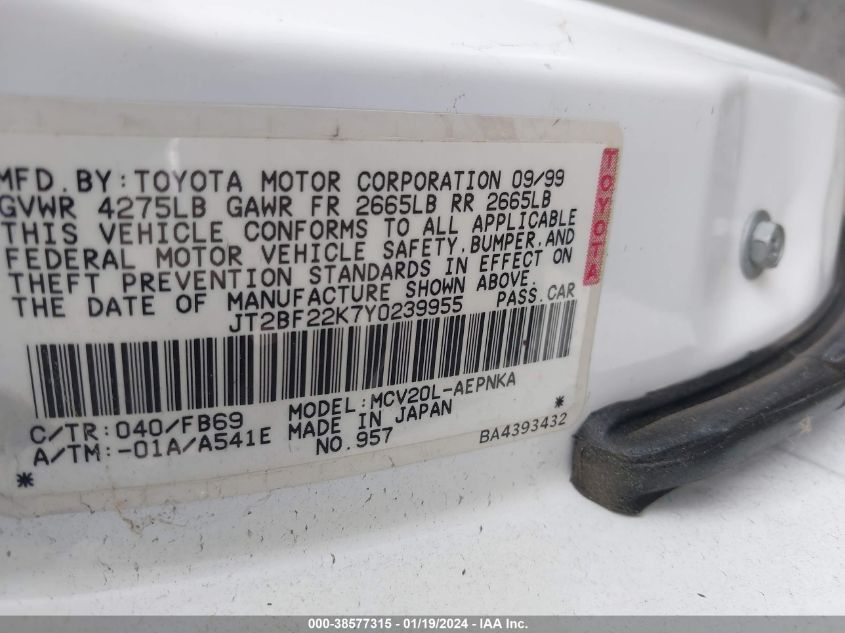 MFD. BY: TOYOTA MOTOR CORPORATION 09/99
GVWR 4275LB GAWR FR 2665LB RR 2665LB
THIS VEHICLE CONFORMS TO ALL APPLICABLE
FEDERAL MOTOR VEHICLE SAFETY, BUMPER, AND
THEFT PREVENTION STANDARDS IN EFFECT ON
THE DATE OF MANUFACTURE SHOWN ABOVE.
JT2BF22K7Y0239955 PASS. CAR
TOYOTA
C/TR: 040/FB69 MODEL: MCV20L-AEPNKA *
A/TM: -01A/A541E MADE IN JAPAN
* NO. 957 BA4393432
000-38577315 - 01/19/2024 - IAA Inc.